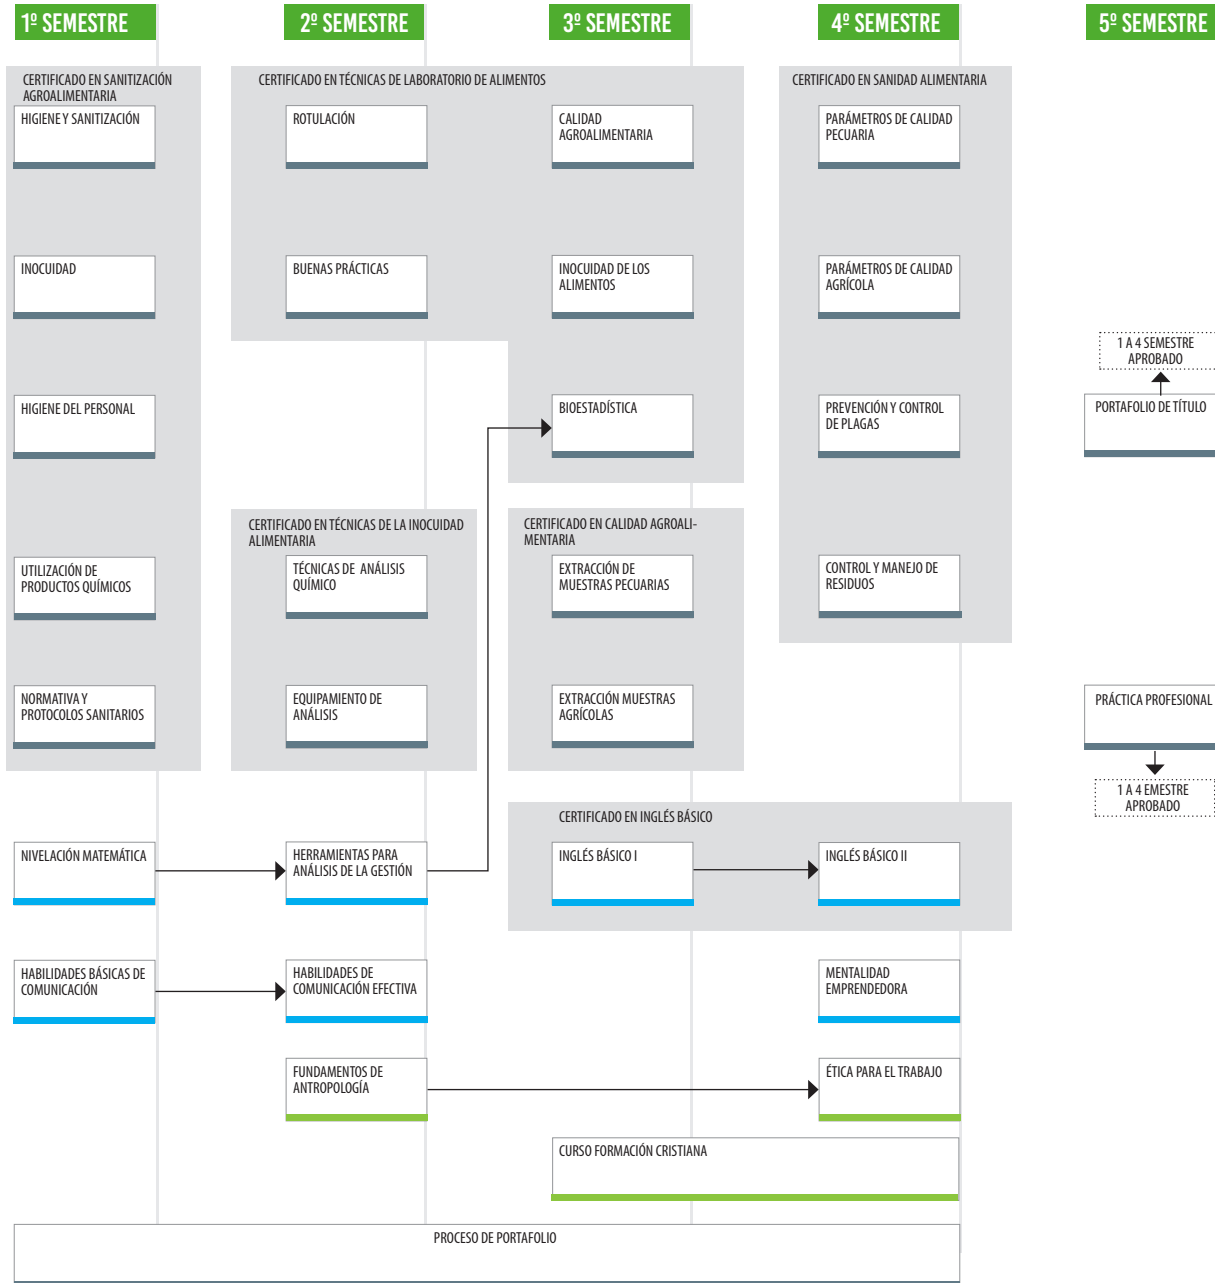 1º SEMESTRE
2º SEMESTRE
3º SEMESTRE
4º SEMESTRE
5º SEMESTRE
CERTIFICADO EN SANITIZACIÓN
AGROALIMENTARIA
CERTIFICADO EN TÉCNICAS DE LABORATORIO DE ALIMENTOS
CERTIFICADO EN SANIDAD ALIMENTARIA
HIGIENE Y SANITIZACIÓN
ROTULACIÓN
CALIDAD
AGROALIMENTARIA
PARÁMETROS DE CALIDAD
PECUARIA
INOCUIDAD
BUENAS PRÁCTICAS
INOCUIDAD DE LOS
ALIMENTOS
PARÁMETROS DE CALIDAD
AGRÍCOLA
1 A 4 SEMESTRE
APROBADO
HIGIENE DEL PERSONAL
BIOESTADÍSTICA
PREVENCIÓN Y CONTROL
DE PLAGAS
PORTAFOLIO DE TÍTULO
CERTIFICADO EN TÉCNICAS DE LA INOCUIDAD
ALIMENTARIA
CERTIFICADO EN CALIDAD AGROALI-
MENTARIA
UTILIZACIÓN DE
PRODUCTOS QUÍMICOS
TÉCNICAS DE ANÁLISIS
QUÍMICO
EXTRACCIÓN DE
MUESTRAS PECUARIAS
CONTROL Y MANEJO DE
RESIDUOS
NORMATIVA Y
PROTOCOLOS SANITARIOS
EQUIPAMIENTO DE
ANÁLISIS
EXTRACCIÓN MUESTRAS
AGRÍCOLAS
PRÁCTICA PROFESIONAL
1 A 4 EMESTRE
APROBADO
CERTIFICADO EN INGLÉS BÁSICO
NIVELACIÓN MATEMÁTICA
HERRAMIENTAS PARA
ANÁLISIS DE LA GESTIÓN
INGLÉS BÁSICO I
INGLÉS BÁSICO II
HABILIDADES BÁSICAS DE
COMUNICACIÓN
HABILIDADES DE
COMUNICACIÓN EFECTIVA
MENTALIDAD
EMPRENDEDORA
FUNDAMENTOS DE
ANTROPOLOGÍA
ÉTICA PARA EL TRABAJO
CURSO FORMACIÓN CRISTIANA
PROCESO DE PORTAFOLIO